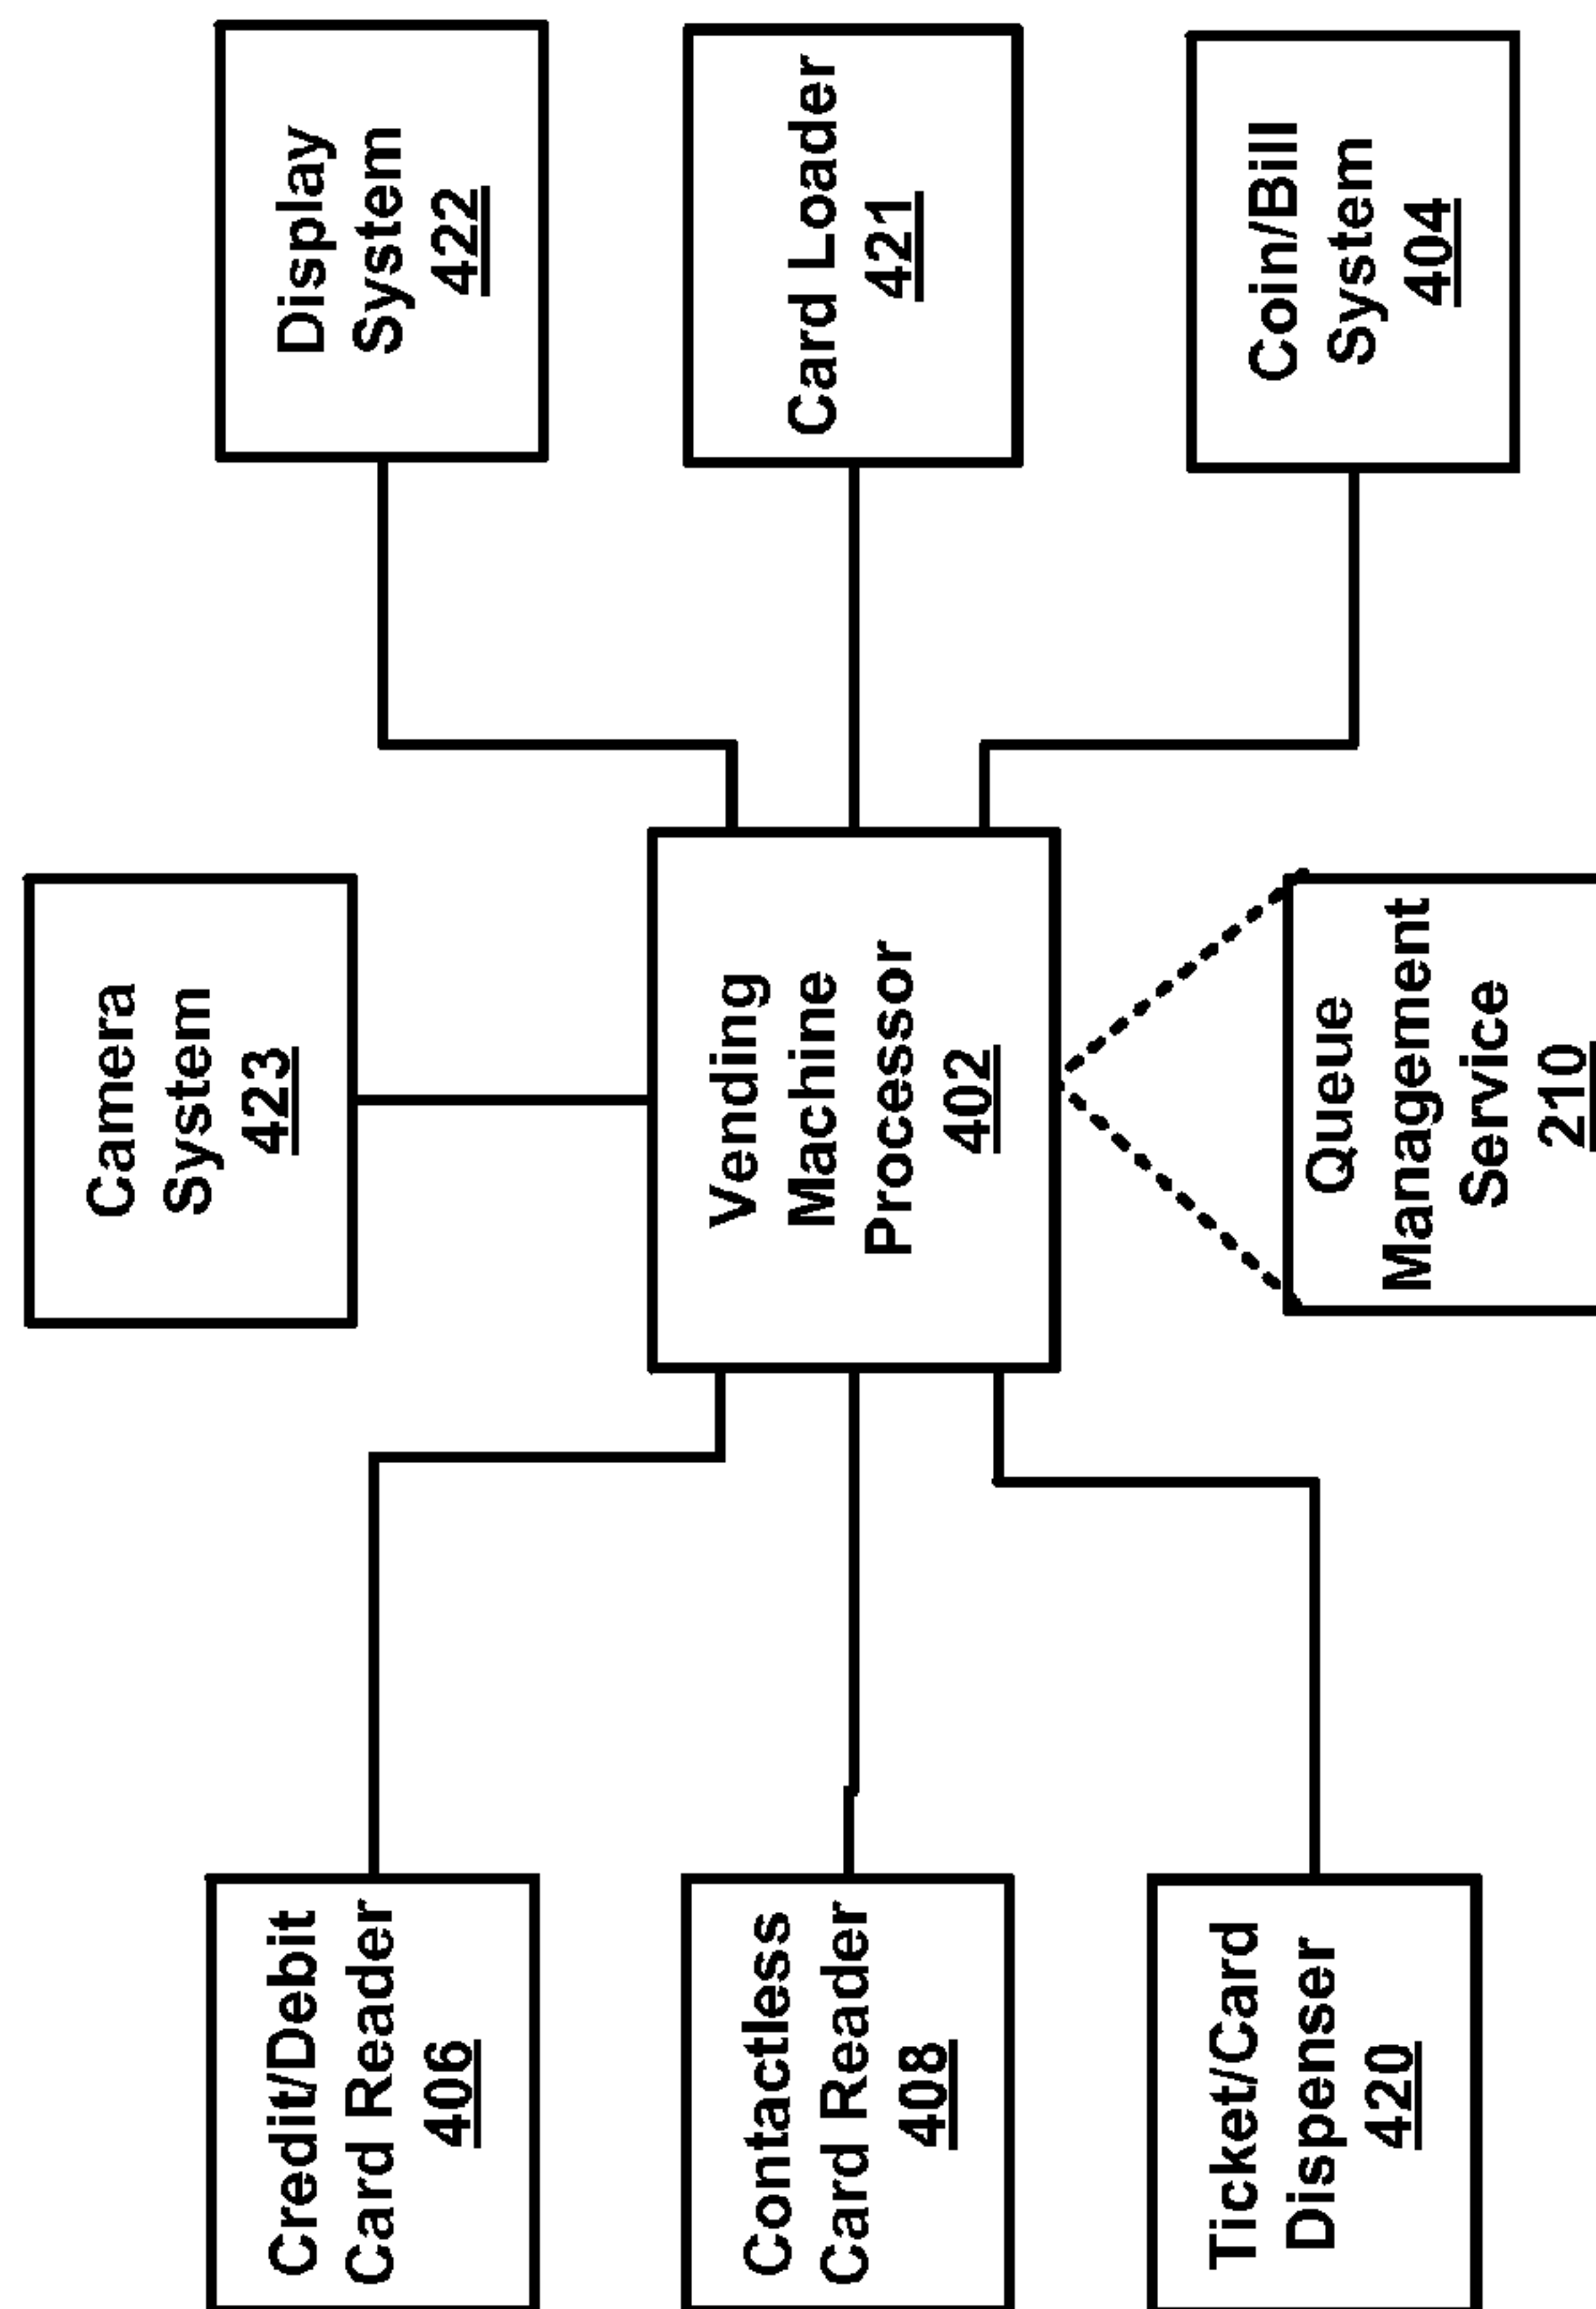 Camera
System
423
Credit/Debit
Card Reader
406
Display
System
422
Contactless
Card Reader
408
Vending
Machine
Processor
402
Card Loader
421
Ticket/Card
Dispenser
420
Queue
Management
Service
210
Coin/Bill
System
404